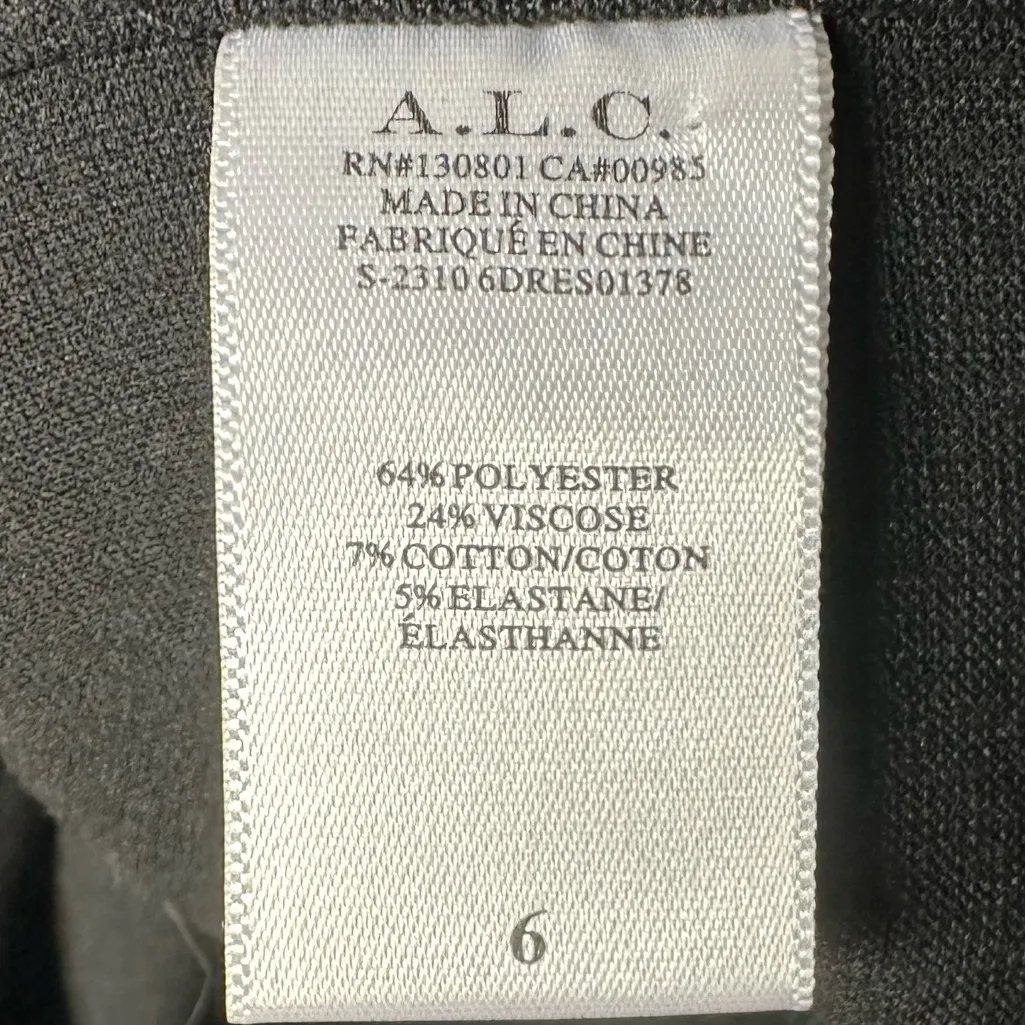 A.L.C.
RN#130801 CA#00985
MADE IN CHINA
FABRIQUÉ EN CHINE
S-2310 6DRES01378
64% POLYESTER
24% VISCOSE
7% COTTON/COTON
5% ELASTANE/
ÉLASTHANNE
6